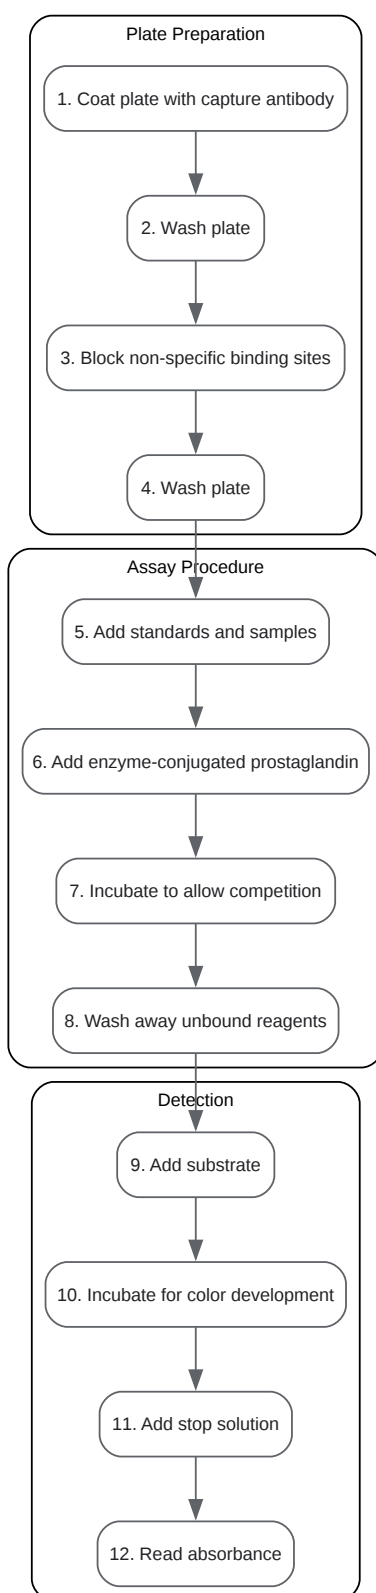 Plate Preparation
1. Coat plate with capture antibody
2. Wash plate
3. Block non-specific binding sites
4. Wash plate
Assay Procedure
5. Add standards and samples
6. Add enzyme-conjugated prostaglandin
7. Incubate to allow competition
8. Wash away unbound reagents
Detection
9. Add substrate
10. Incubate for color development
11. Add stop solution
12. Read absorbance